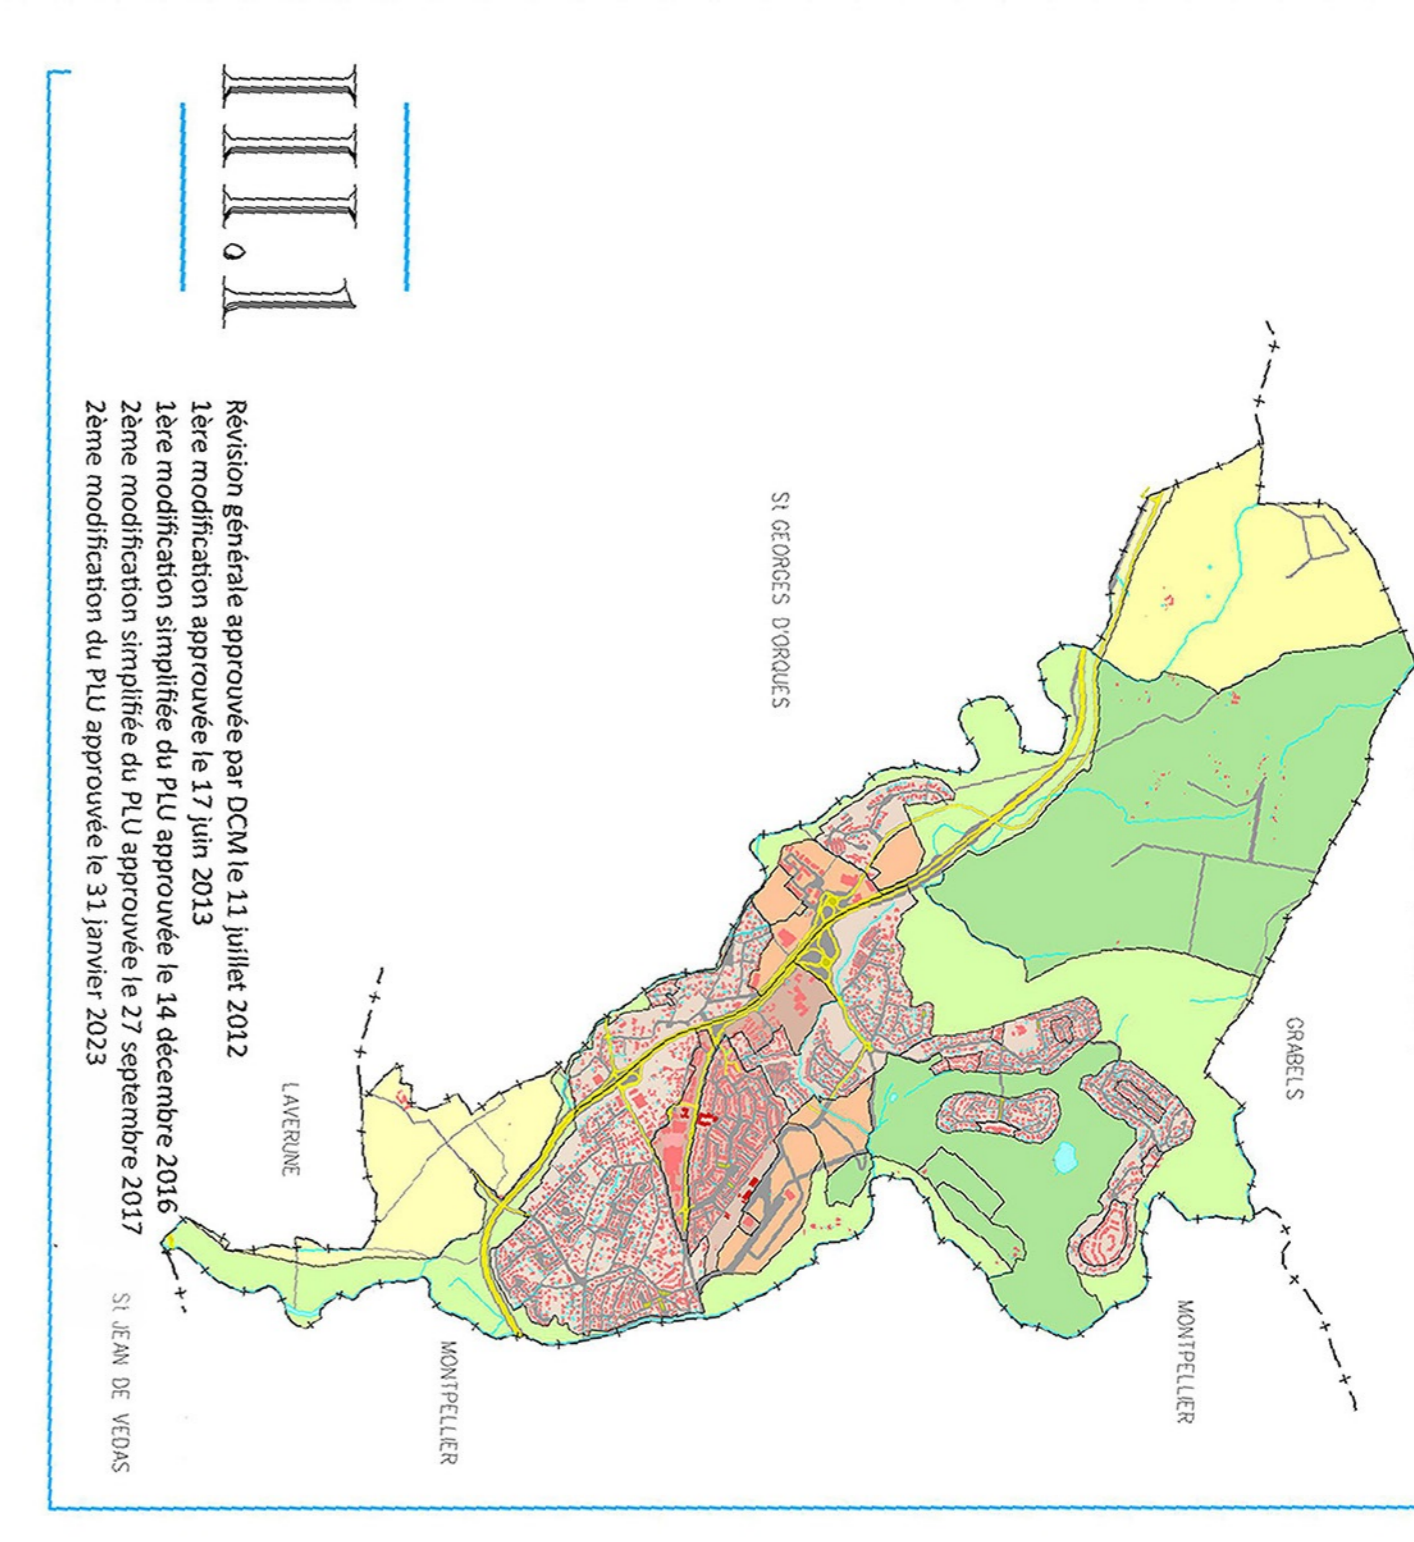 III.1
Révision générale approuvée par DCM le 11 juillet 2012
1ère modification approuvée le 17 juin 2013
1ère modification simplifiée du PLU approuvée le 14 décembre 2016
2ème modification simplifiée du PLU approuvée le 27 septembre 2017
2ème modification du PLU approuvée le 31 janvier 2023
GRABELS
St GEORGES D'ORQUES
MONTPELLIER
LAVERUNE
MONTPELLIER
St JEAN DE VEDAS